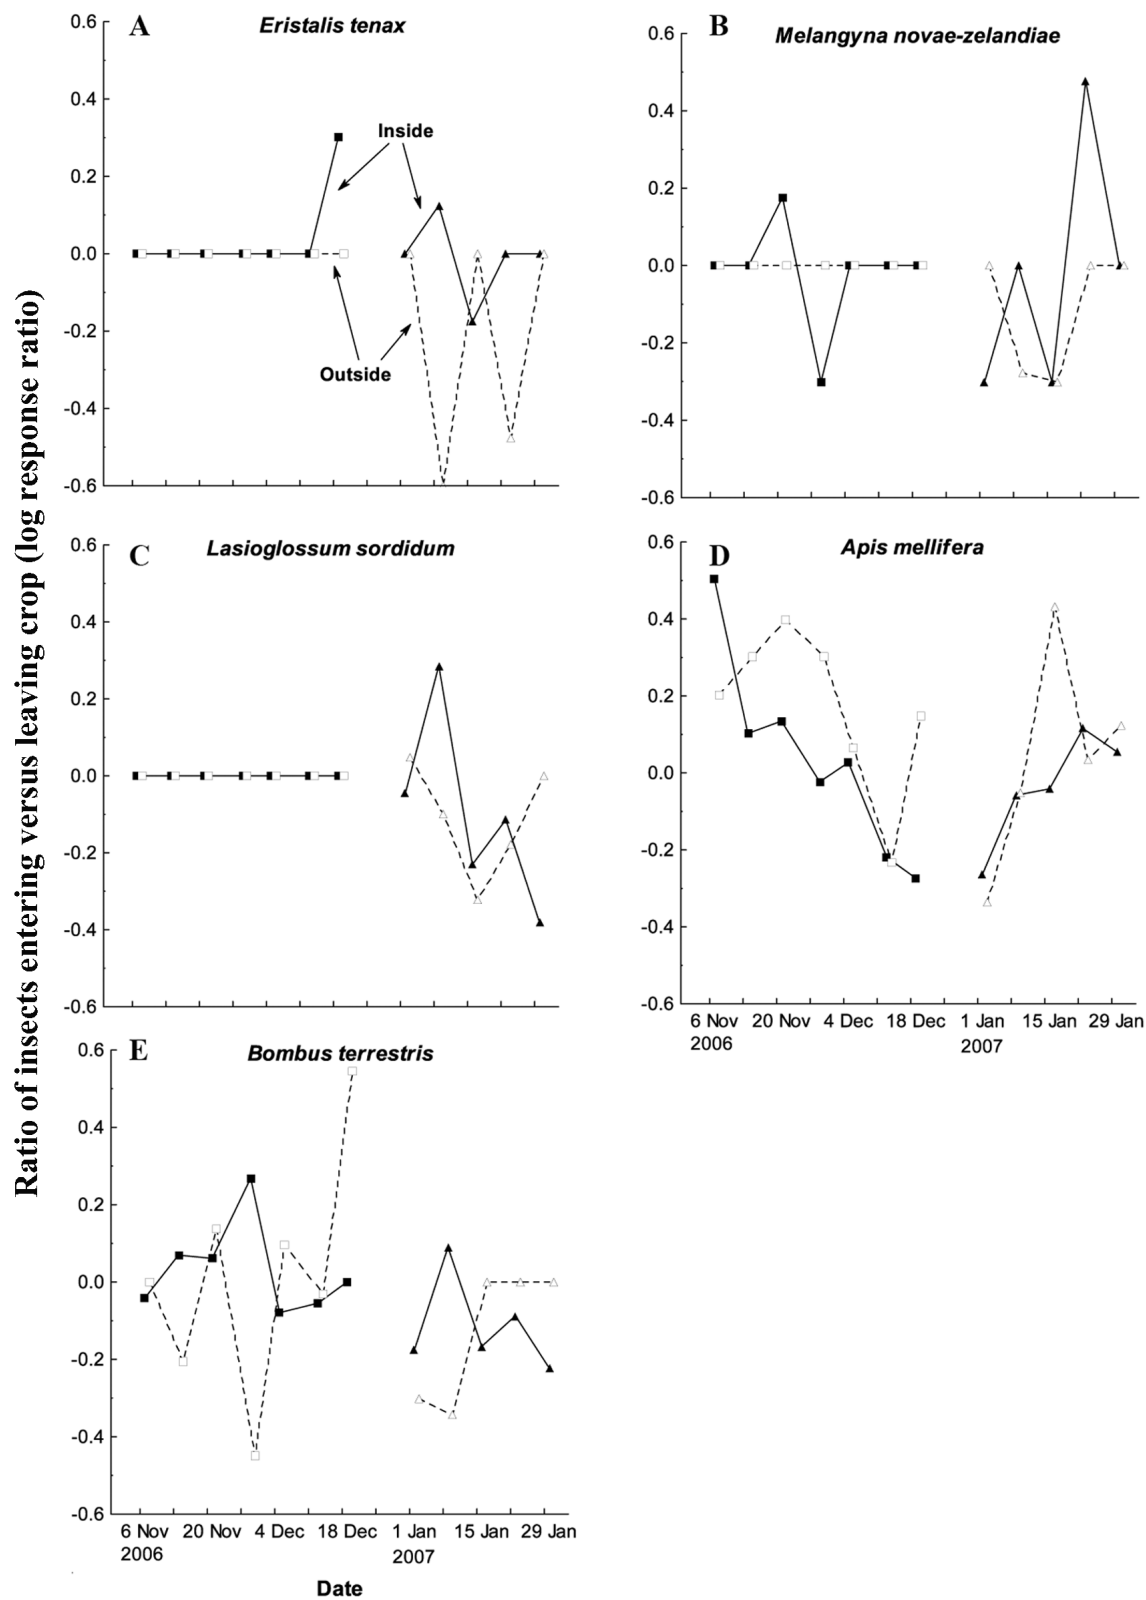 Ratio of insects entering versus leaving crop (log response ratio)
A
Eristalis tenax
0.6
0.4
0.2
0.0
-0.2
-0.4
-0.6
Inside
Outside
B
Melangyna novae-zelandiae
0.6
0.4
0.2
0.0
-0.2
-0.4
-0.6
C
Lasioglossum sordidum
0.6
0.4
0.2
0.0
-0.2
-0.4
-0.6
D
Apis mellifera
0.6
0.4
0.2
0.0
-0.2
-0.4
-0.6
6 Nov 20 Nov 4 Dec 18 Dec 1 Jan 15 Jan 29 Jan
2006 2007
E
Bombus terrestris
0.6
0.4
0.2
0.0
-0.2
-0.4
-0.6
6 Nov 20 Nov 4 Dec 18 Dec 1 Jan 15 Jan 29 Jan
2006 2007
Date